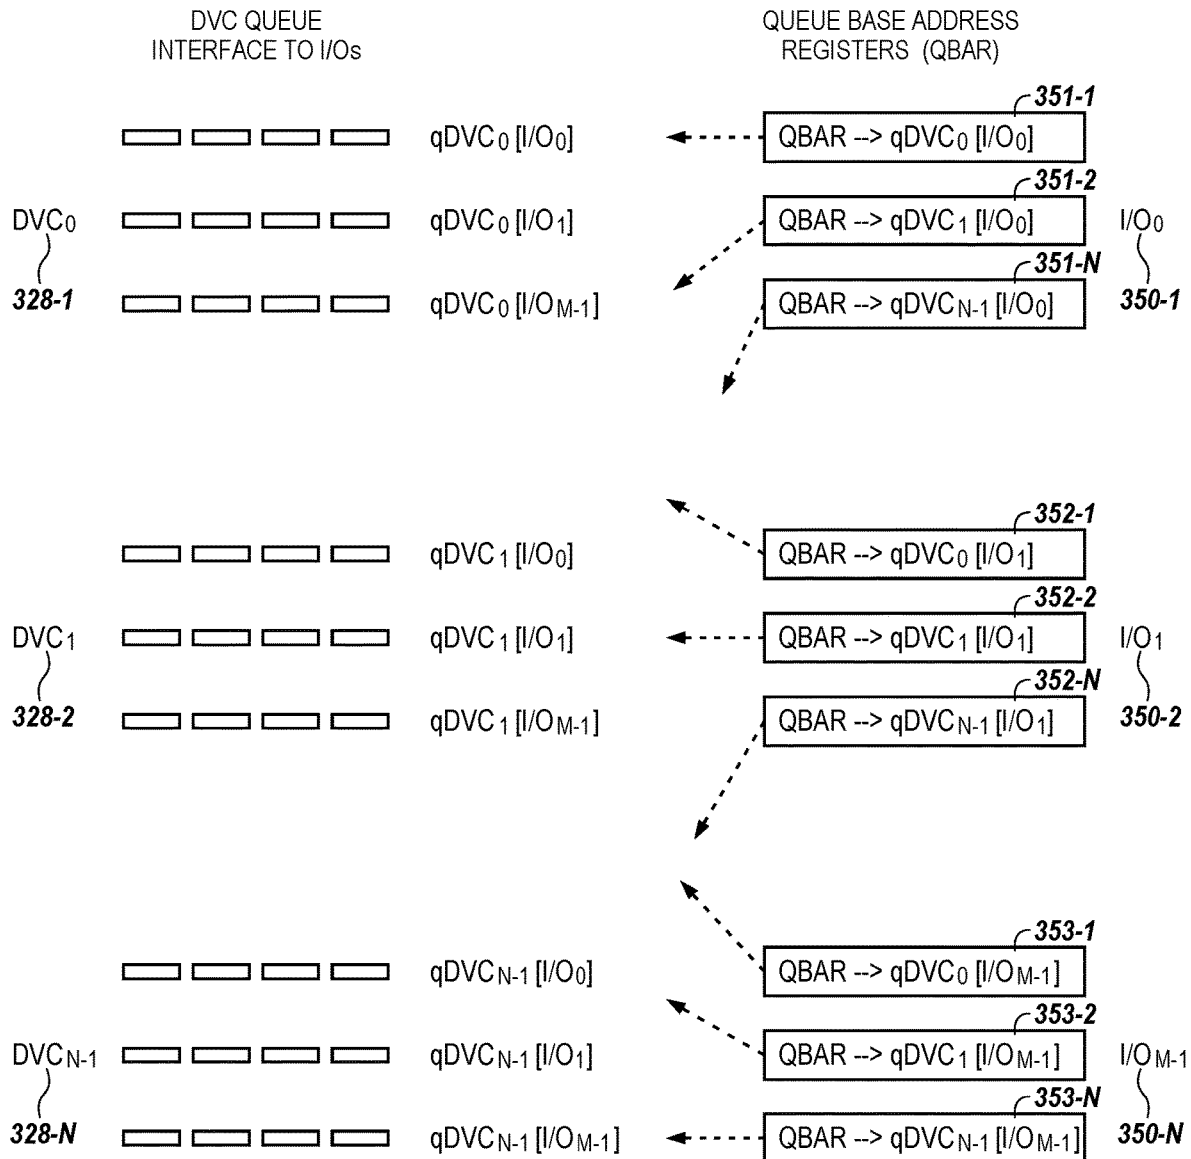 DVC QUEUE
INTERFACE TO I/Os
QUEUE BASE ADDRESS
REGISTERS (QBAR)
351-1
qDVC0 [I/O0]
QBAR --> qDVC0 [I/O0]
351-2
DVC0
qDVC0 [I/O1]
QBAR --> qDVC1 [I/O0]
I/O0
351-N
328-1
qDVC0 [I/OM-1]
QBAR --> qDVCN-1 [I/O0]
350-1
352-1
qDVC1 [I/O0]
QBAR --> qDVC0 [I/O1]
352-2
DVC1
qDVC1 [I/O1]
QBAR --> qDVC1 [I/O1]
I/O1
352-N
328-2
qDVC1 [I/OM-1]
QBAR --> qDVCN-1 [I/O1]
350-2
353-1
qDVCN-1 [I/O0]
QBAR --> qDVC0 [I/OM-1]
353-2
DVCN-1
qDVCN-1 [I/O1]
QBAR --> qDVC1 [I/OM-1]
I/OM-1
353-N
328-N
qDVCN-1 [I/OM-1]
QBAR --> qDVCN-1 [I/OM-1]
350-N